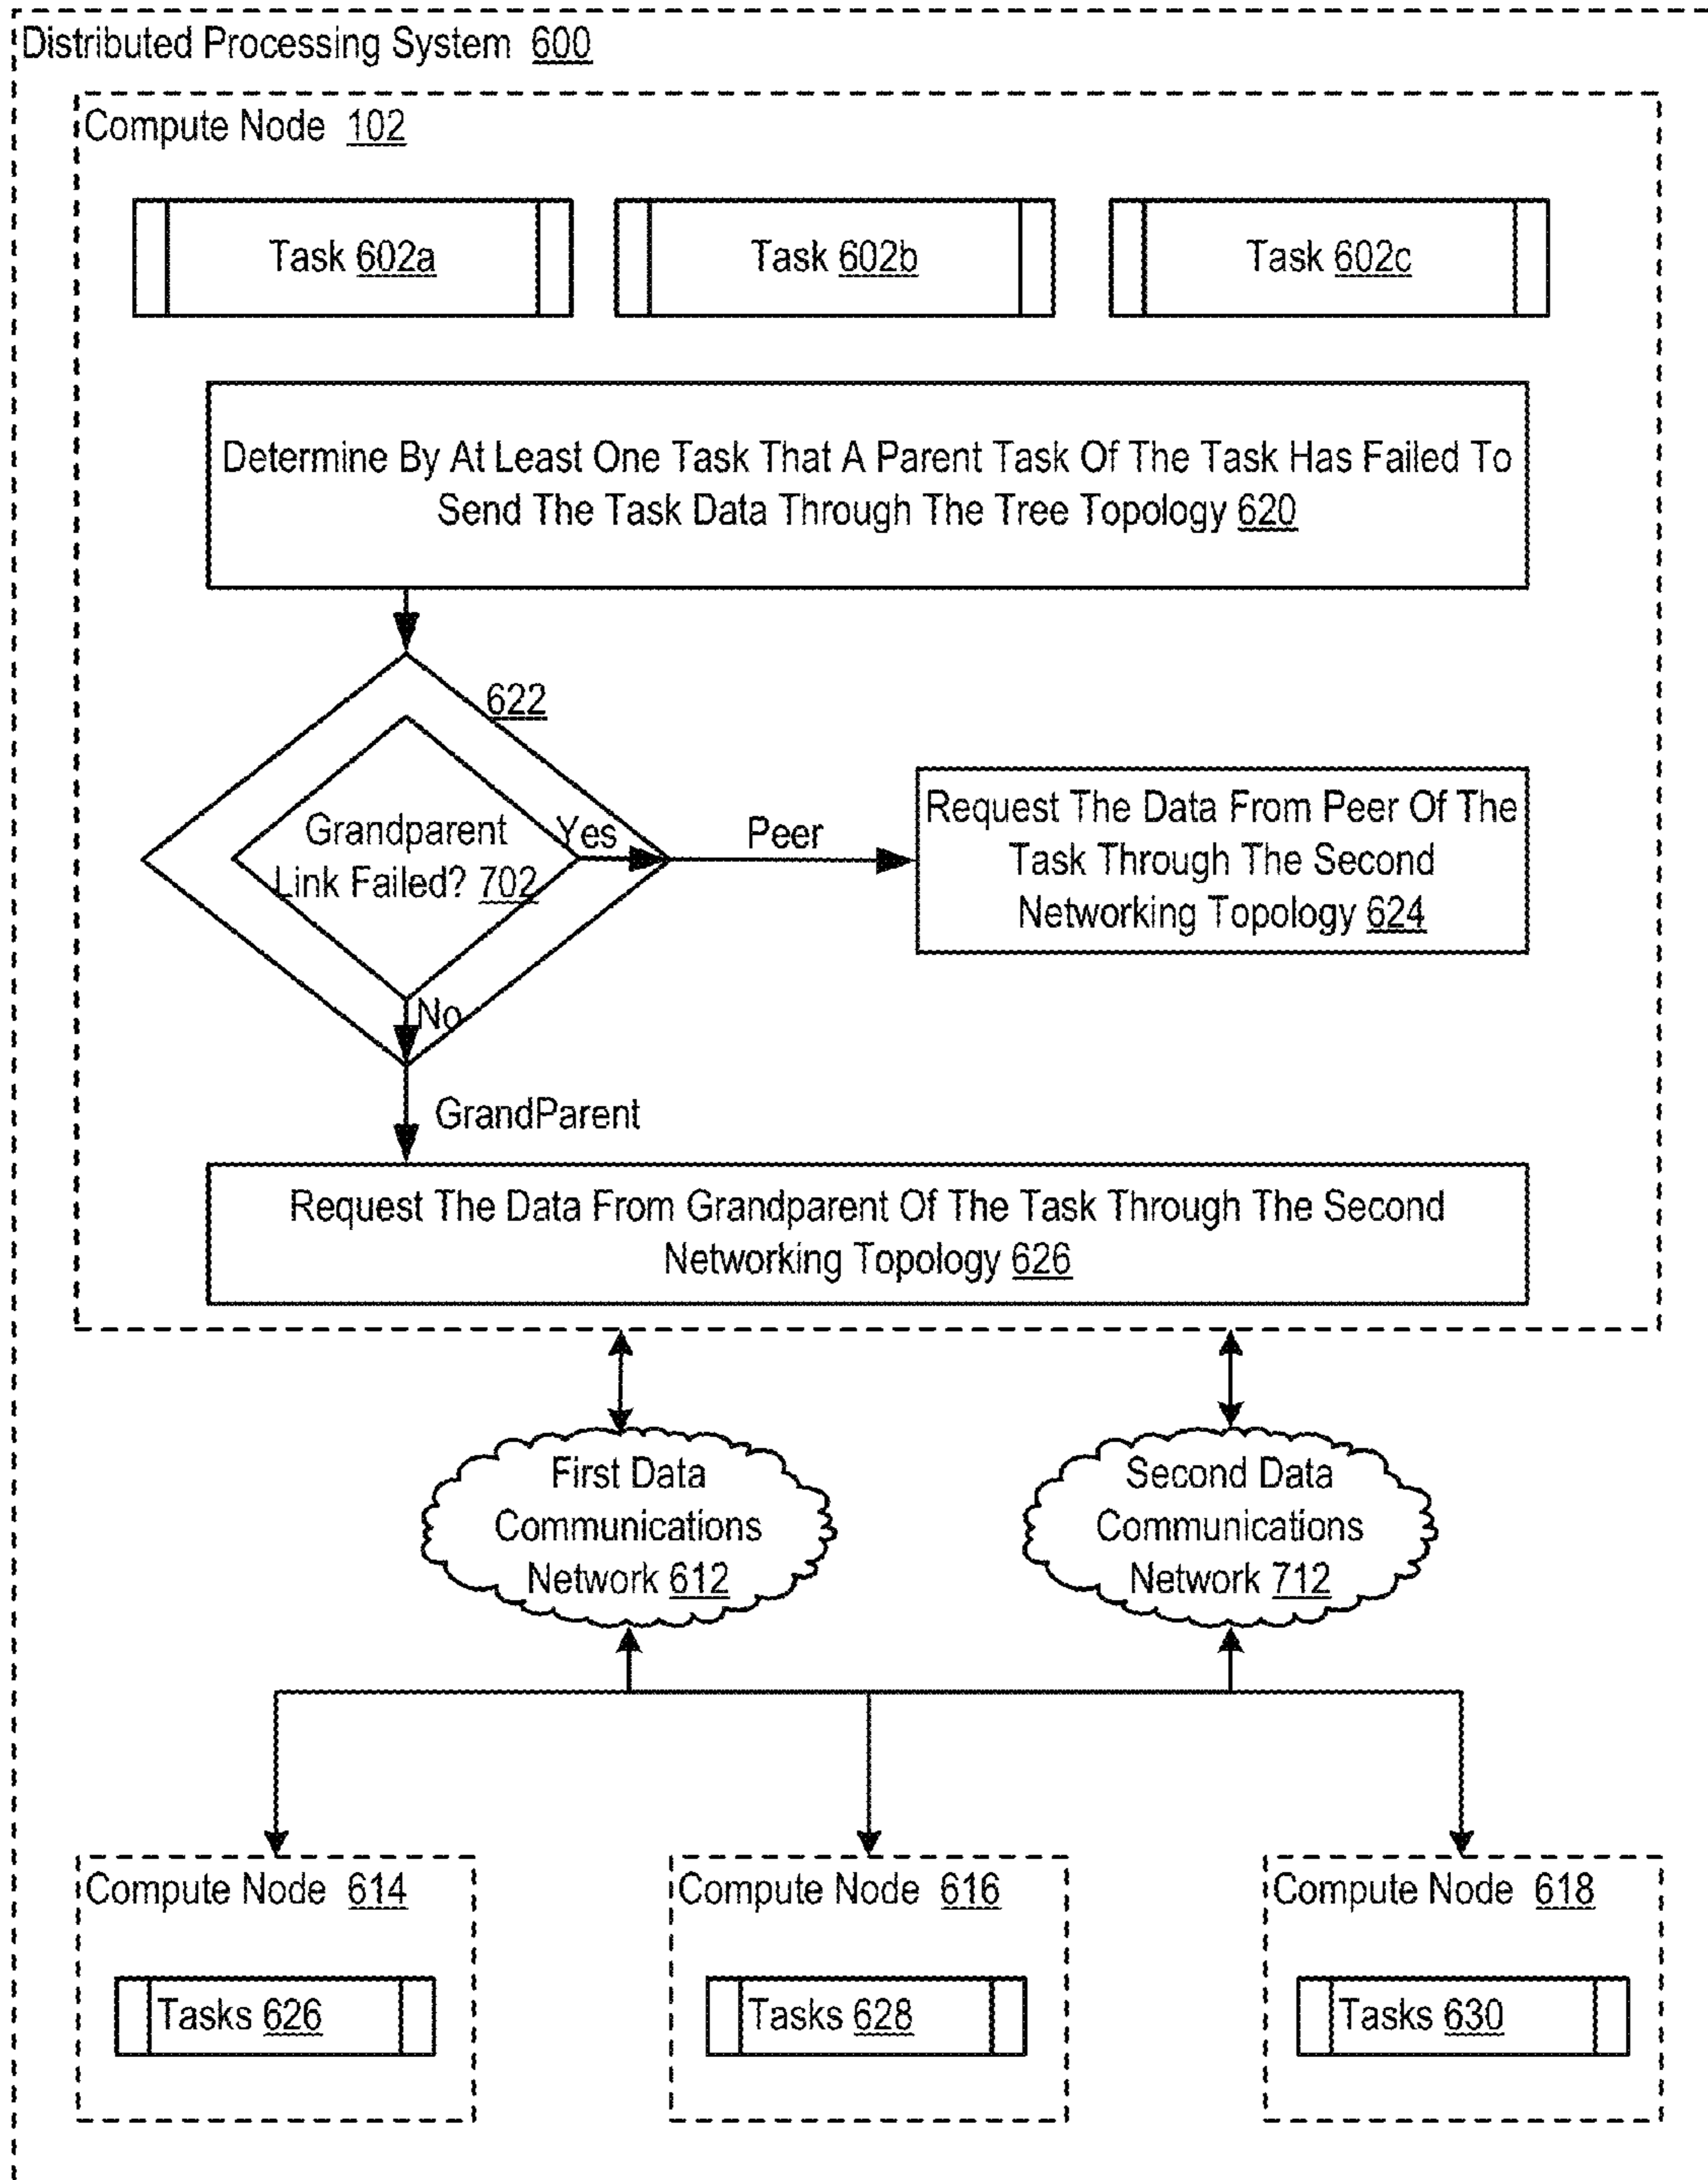 Distributed Processing System 600
Compute Node 102
Task 602a
Task 602b
Task 602c
Determine By At Least One Task That A Parent Task Of The Task Has Failed To
Send The Task Data Through The Tree Topology 620
622
Grandparent
Link Failed? 702
Yes
Peer
Request The Data From Peer Of The
Task Through The Second
Networking Topology 624
No
GrandParent
Request The Data From Grandparent Of The Task Through The Second
Networking Topology 626
First Data
Communications
Network 612
Second Data
Communications
Network 712
Compute Node 614
Tasks 626
Compute Node 616
Tasks 628
Compute Node 618
Tasks 630